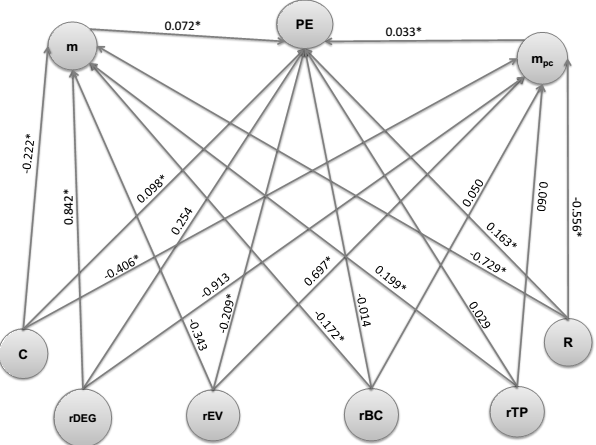 PE
0.072*
0.033*
m
m_pc
-0.222*
0.842*
0.098*
0.254
-0.406*
-0.913
-0.343
-0.209*
0.697*
-0.172*
-0.014
0.199*
0.029
0.050
0.163*
-0.729*
0.060
-0.556*
C
R
rDEG
rEV
rBC
rTP